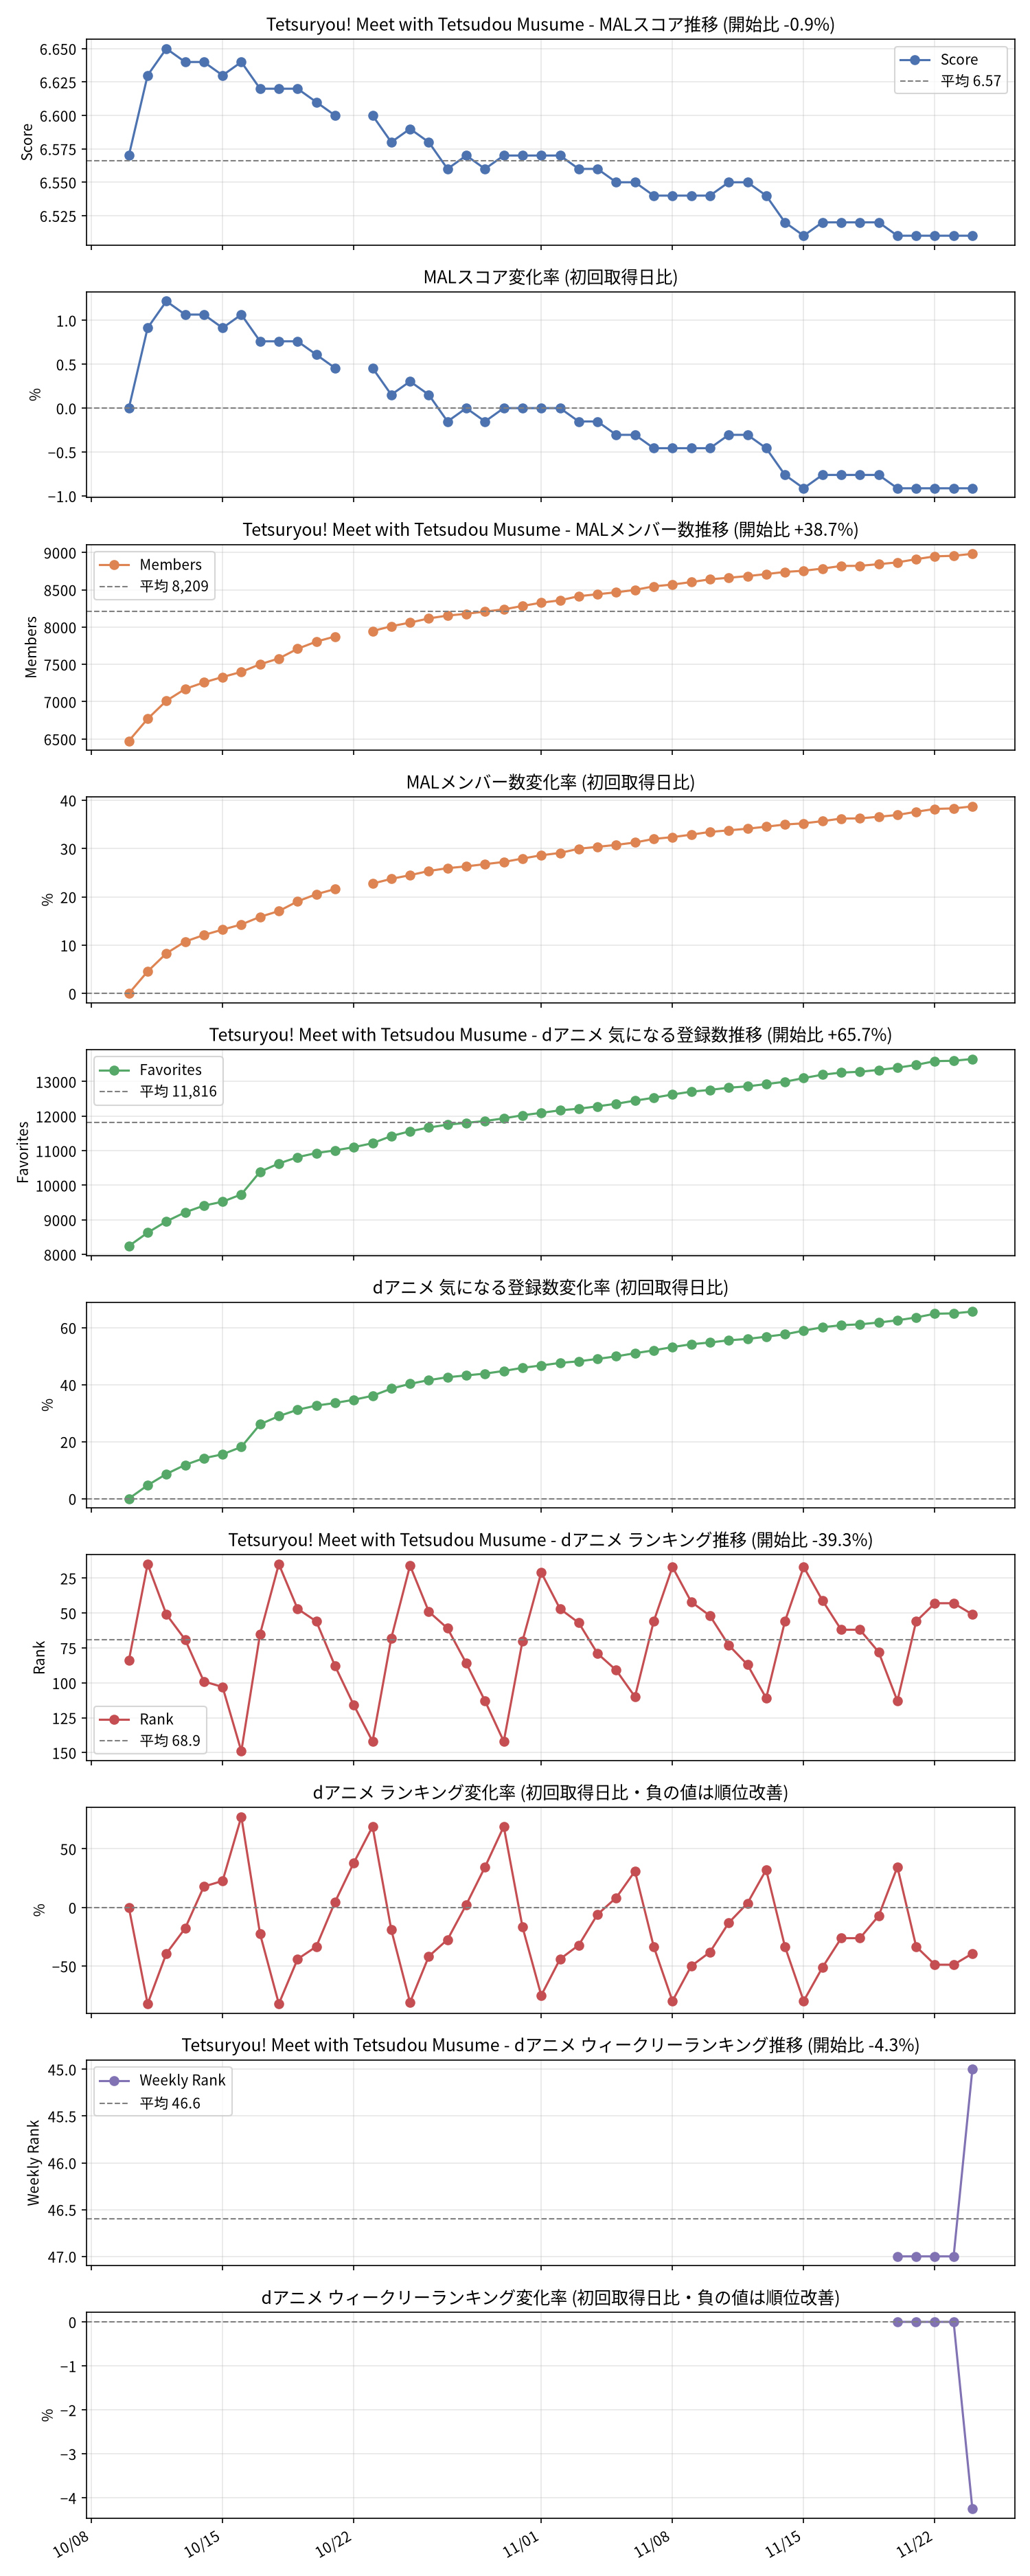 Tetsuryou! Meet with Tetsudou Musume - MALスコア推移 (開始比 -0.9%)
6.650
6.625
6.600
6.575
6.550
6.525
Score
Score
平均 6.57
MALスコア変化率 (初回取得日比)
1.0
0.5
0.0
−0.5
−1.0
%
Tetsuryou! Meet with Tetsudou Musume - MALメンバー数推移 (開始比 +38.7%)
9000
8500
8000
7500
7000
6500
Members
Members
平均 8,209
MALメンバー数変化率 (初回取得日比)
40
30
20
10
0
%
Tetsuryou! Meet with Tetsudou Musume - dアニメ 気になる登録数推移 (開始比 +65.7%)
13000
12000
11000
10000
9000
8000
Favorites
Favorites
平均 11,816
dアニメ 気になる登録数変化率 (初回取得日比)
60
40
20
0
%
Tetsuryou! Meet with Tetsudou Musume - dアニメ ランキング推移 (開始比 -39.3%)
25
50
75
100
125
150
Rank
Rank
平均 68.9
dアニメ ランキング変化率 (初回取得日比・負の値は順位改善)
50
0
−50
%
Tetsuryou! Meet with Tetsudou Musume - dアニメ ウィークリーランキング推移 (開始比 -4.3%)
45.0
45.5
46.0
46.5
47.0
Weekly Rank
Weekly Rank
平均 46.6
dアニメ ウィークリーランキング変化率 (初回取得日比・負の値は順位改善)
0
−1
−2
−3
−4
%
10/08
10/15
10/22
11/01
11/08
11/15
11/22